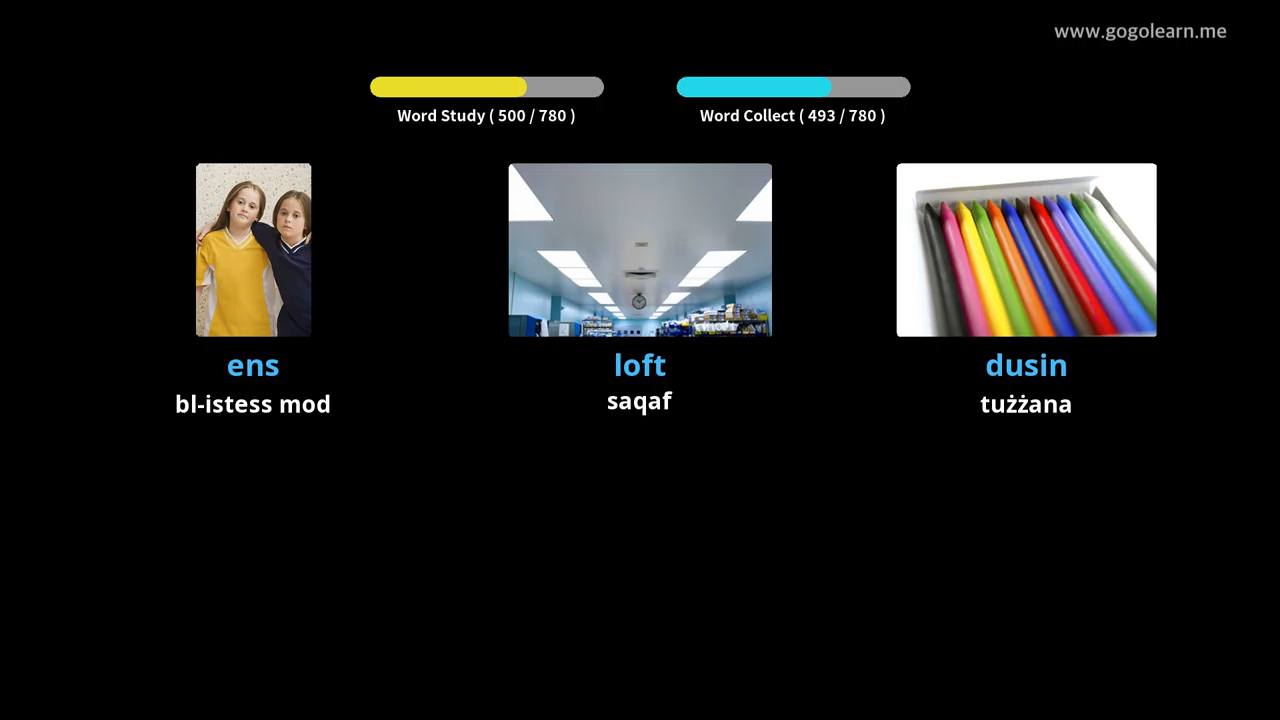 www.gogolearn.me
Word Study ( 500 / 780 )
Word Collect ( 493 / 780 )
ens
bl-istess mod
loft
saqaf
dusin
tużżana